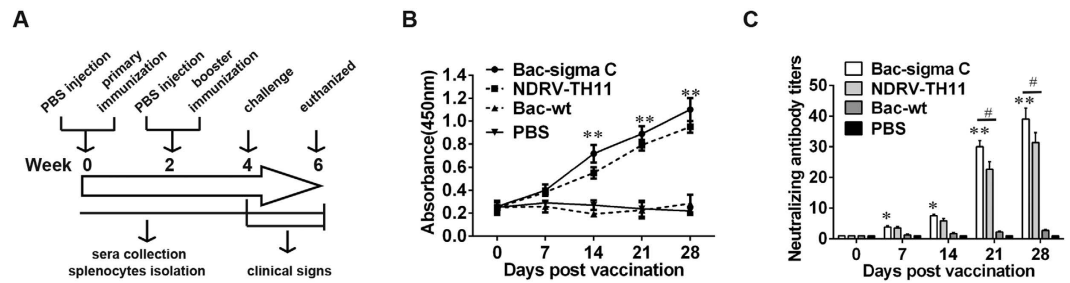 A
PBS injection
primary
immunization
PBS injection
booster
immunization
challenge
euthanized
Week 0 2 4 6
sera collection
splenocytes isolation
clinical signs
B
Absorbance(450nm)
1.4
1.2
1.0
0.8
0.6
0.4
0.2
0.0
Bac-sigma C
NDRV-TH11
Bac-wt
PBS
** ** **
0 7 14 21 28
Days post vaccination
C
Neutralizing antibody titers
50
40
30
20
10
0
Bac-sigma C
NDRV-TH11
Bac-wt
PBS
* * ** # ** #
0 7 14 21 28
Days post vaccination